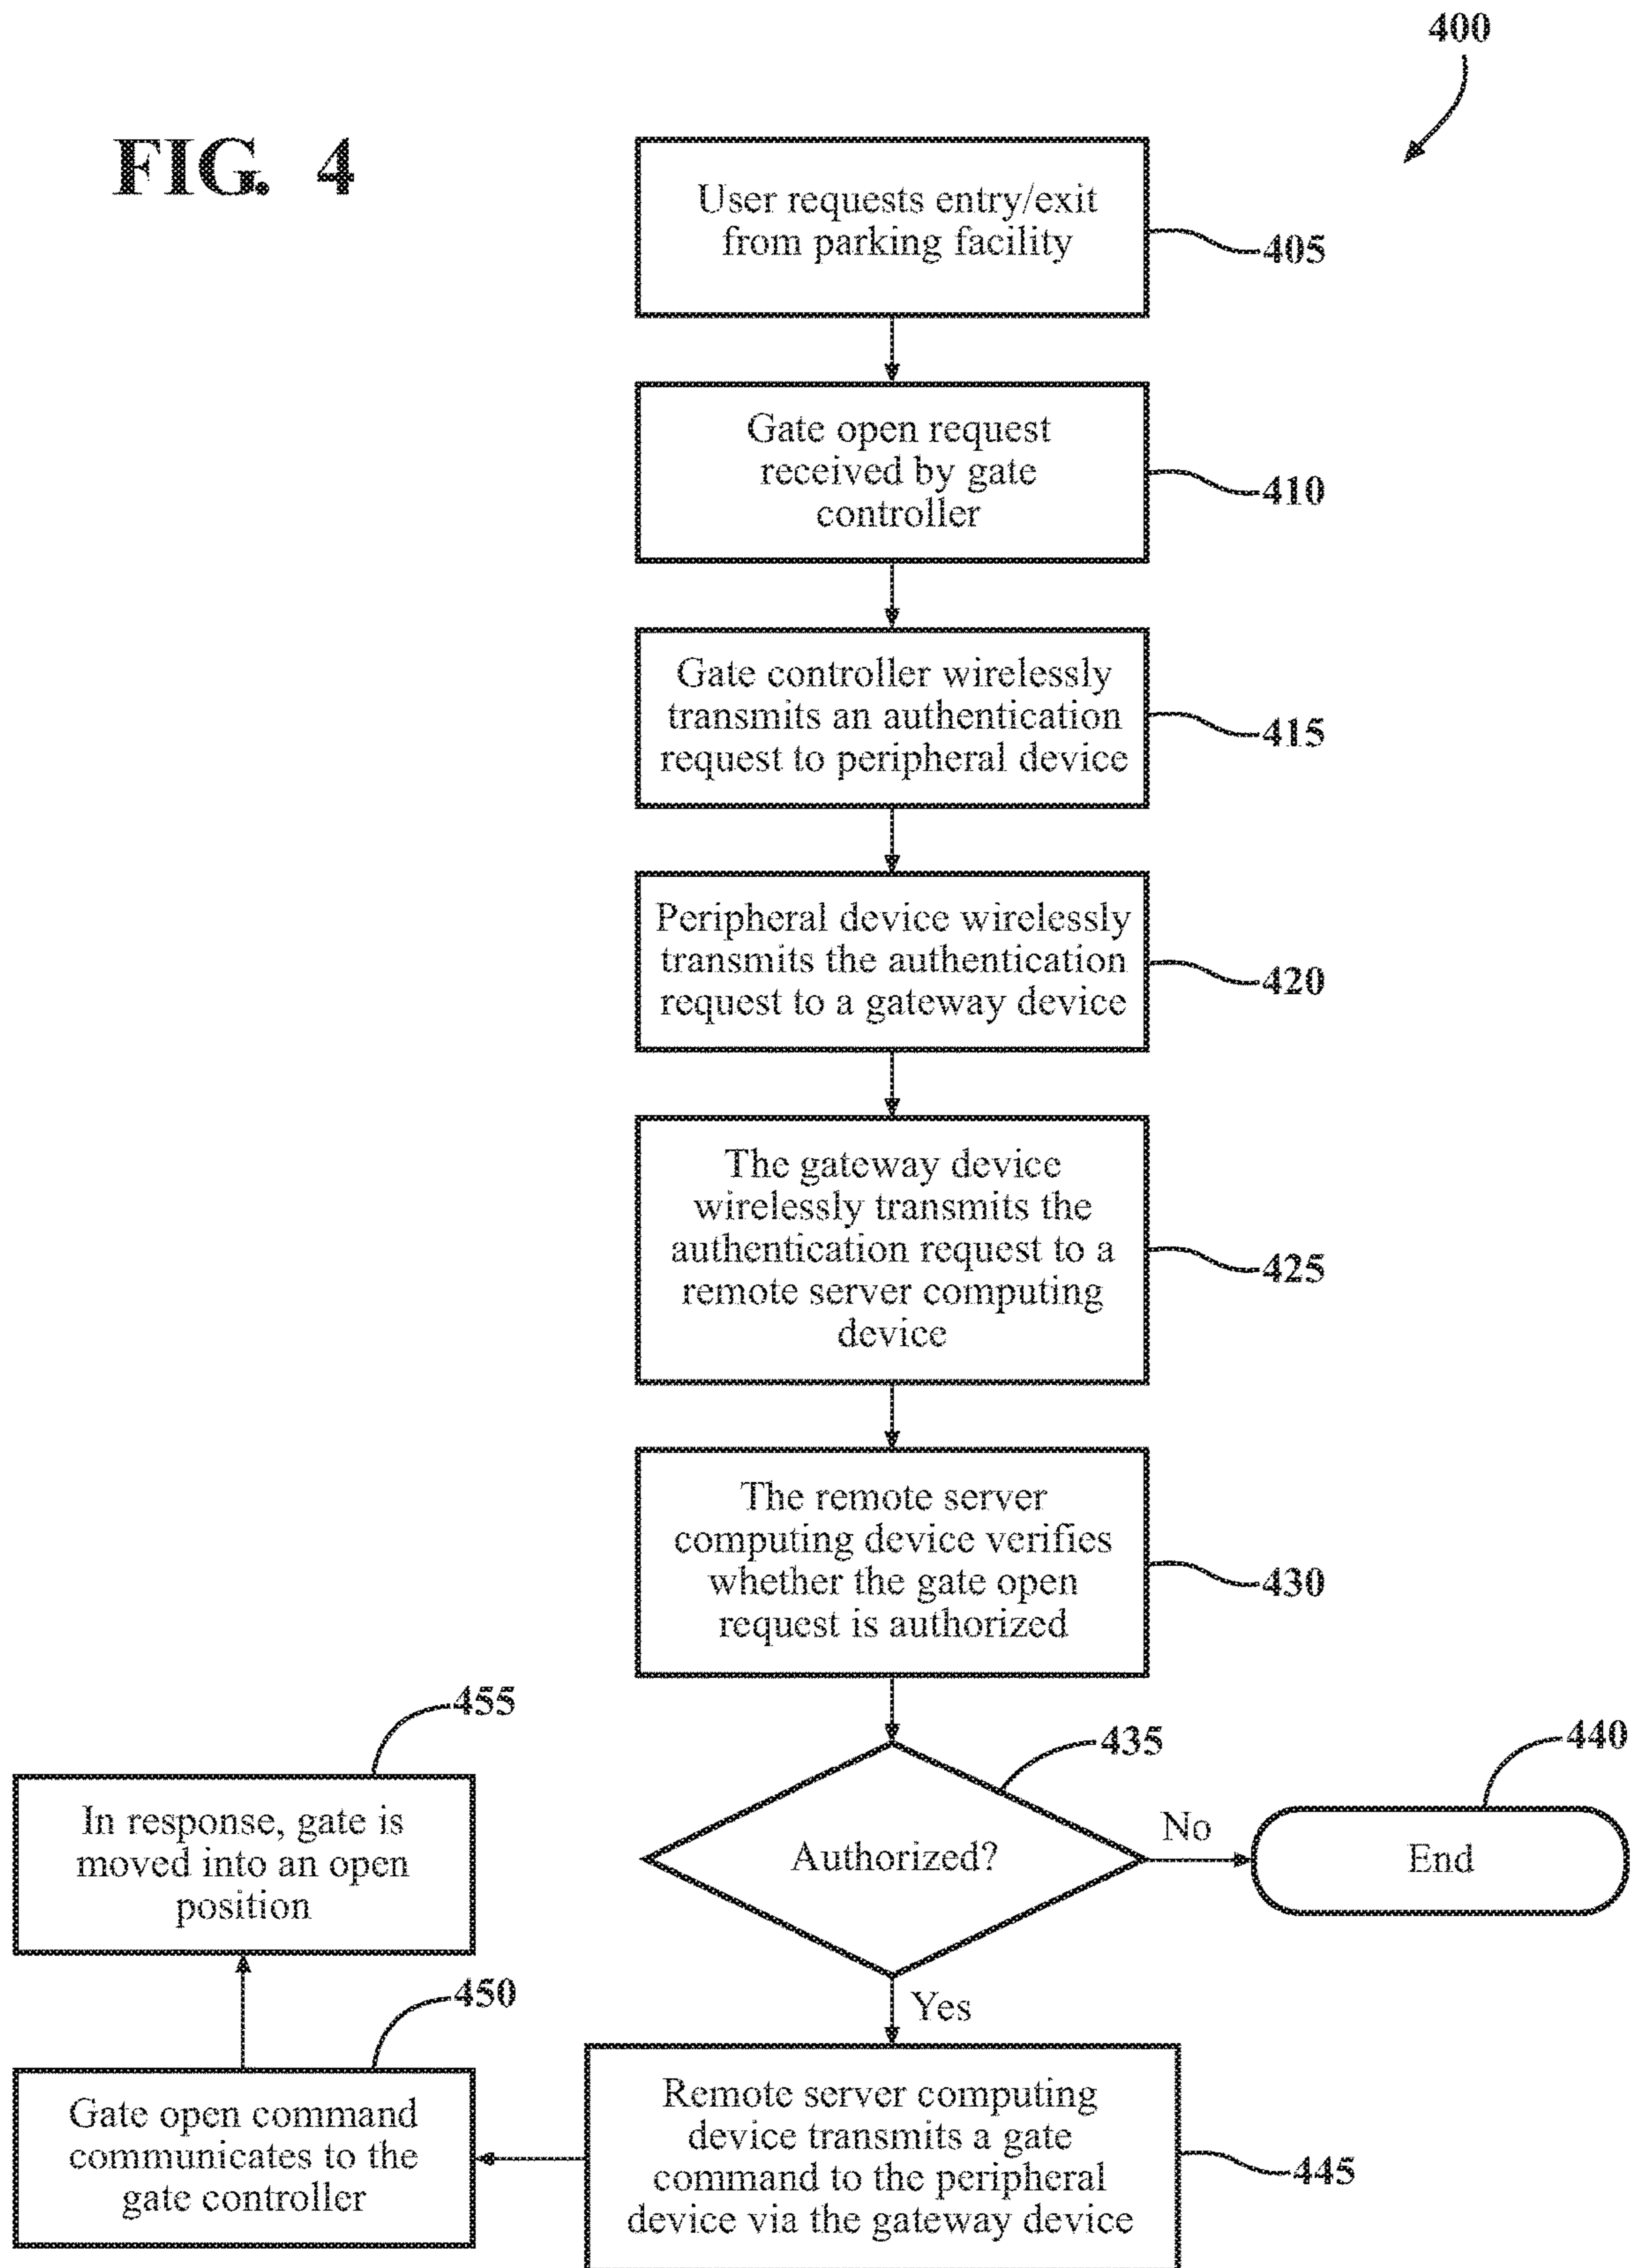 400
FIG. 4
User requests entry/exit
from parking facility
405
Gate open request
received by gate
controller
410
Gate controller wirelessly
transmits an authentication
request to peripheral device
415
Peripheral device wirelessly
transmits the authentication
request to a gateway device
420
The gateway device
wirelessly transmits the
authentication request to a
remote server computing
device
425
The remote server
computing device verifies
whether the gate open
request is authorized
430
Authorized?
435
No
End
440
Yes
Remote server computing
device transmits a gate
command to the peripheral
device via the gateway device
445
Gate open command
communicates to the
gate controller
450
In response, gate is
moved into an open
position
455